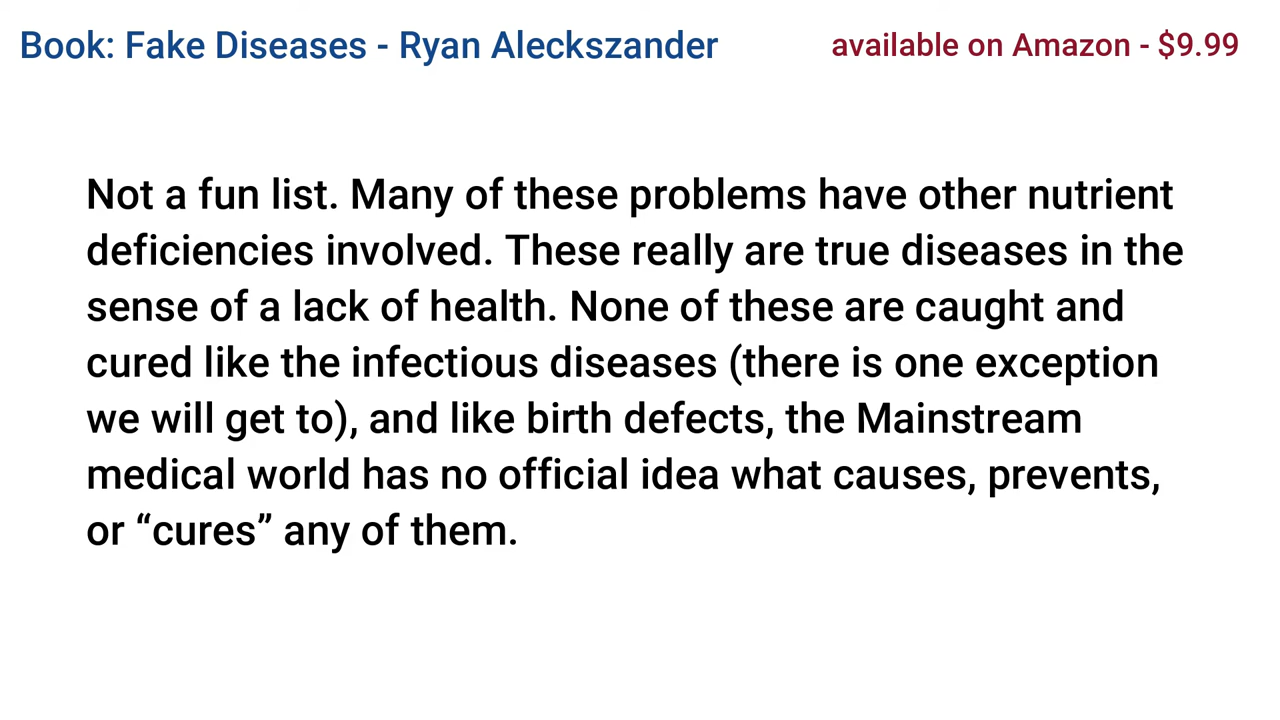 Book: Fake Diseases - Ryan Aleckszander
available on Amazon - $9.99
Not a fun list. Many of these problems have other nutrient
deficiencies involved. These really are true diseases in the
sense of a lack of health. None of these are caught and
cured like the infectious diseases (there is one exception
we will get to), and like birth defects, the Mainstream
medical world has no official idea what causes, prevents,
or “cures” any of them.